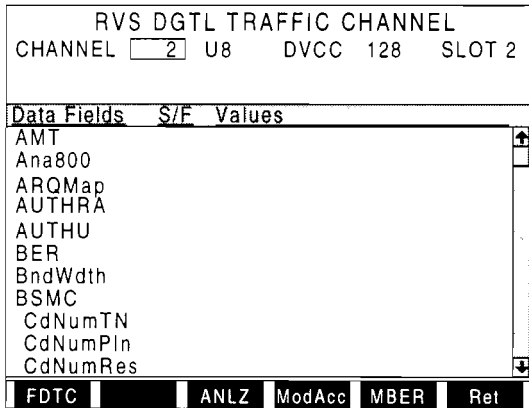 RVS DGTL TRAFFIC CHANNEL
CHANNEL 2 U8 DVCC 128 SLOT 2
Data Fields S/F Values
AMT
Ana800
ARQMap
AUTHRA
AUTHU
BER
BndWdth
BSMC
CdNumTN
CdNumPln
CdNumRes
FDTC ANLZ ModAcc MBER Ret